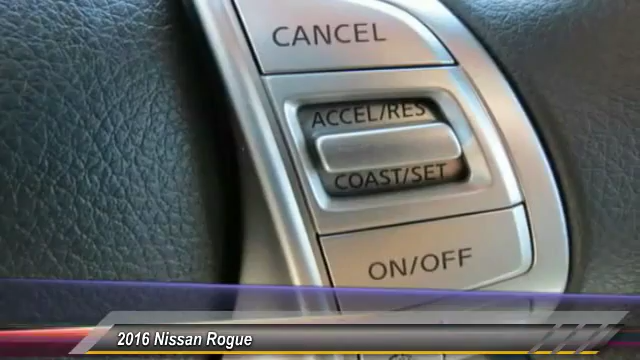 CANCEL
ACCEL/RES
COAST/SET
ON/OFF
2016 Nissan Rogue